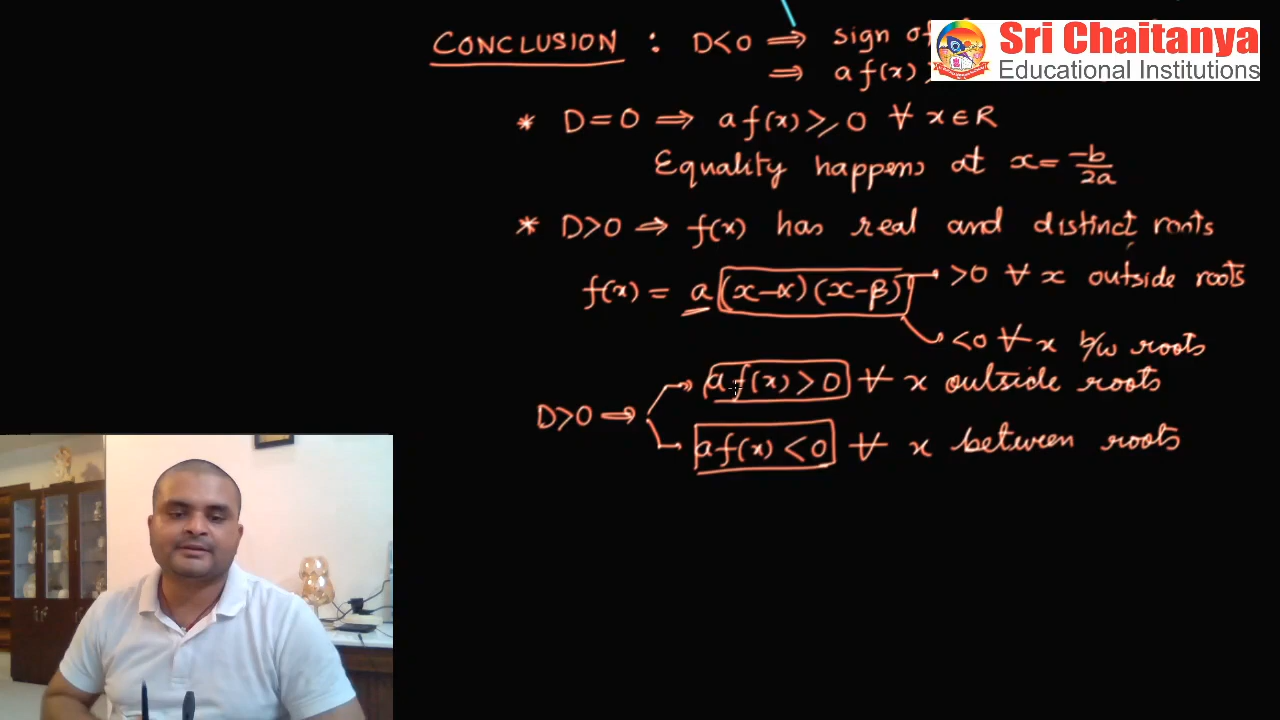 CONCLUSION : D<0 ⟹ sign of
⟹ a f(x)
Sri Chaitanya
Educational Institutions
* D=0 ⟹ a f(x) ≥ 0 ∀ x∈R
Equality happens at x = -b/2a
* D>0 ⟹ f(x) has real and distinct roots
f(x) = a (x-α)(x-β) >0 ∀ x outside roots
<0 ∀ x b/w roots
D>0 ⟹ a f(x) > 0 ∀ x outside roots
a f(x) < 0 ∀ x between roots